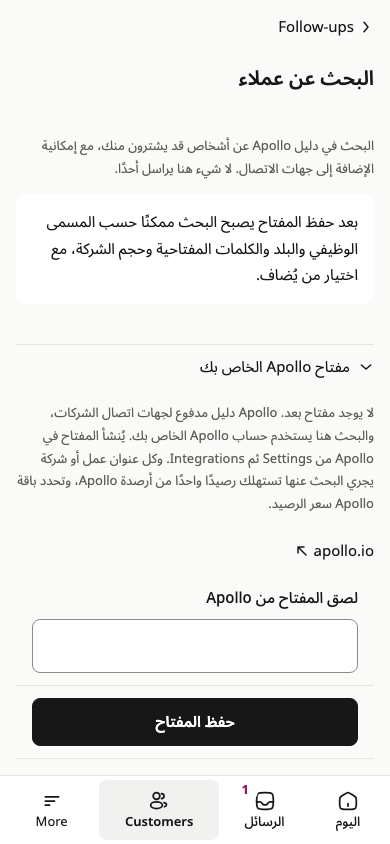 Follow-ups
البحث عن عملاء
البحث في دليل Apollo عن أشخاص قد يشترون منك، مع إمكانية
الإضافة إلى جهات الاتصال. لا شيء هنا يراسل أحدًا.
بعد حفظ المفتاح يصبح البحث ممكنًا حسب المسمى
الوظيفي والبلد والكلمات المفتاحية وحجم الشركة، مع
اختيار من يُضاف.
مفتاح Apollo الخاص بك
لا يوجد مفتاح بعد. Apollo دليل مدفوع لجهات اتصال الشركات،
والبحث هنا يستخدم حساب Apollo الخاص بك. يُنشأ المفتاح في
Apollo من Settings ثم Integrations. وكل عنوان عمل أو شركة
يجري البحث عنها تستهلك رصيدًا واحدًا من أرصدة Apollo، وتحدد باقة
Apollo سعر الرصيد.
apollo.io
لصق المفتاح من Apollo
حفظ المفتاح
اليوم
الرسائل 1
Customers
More